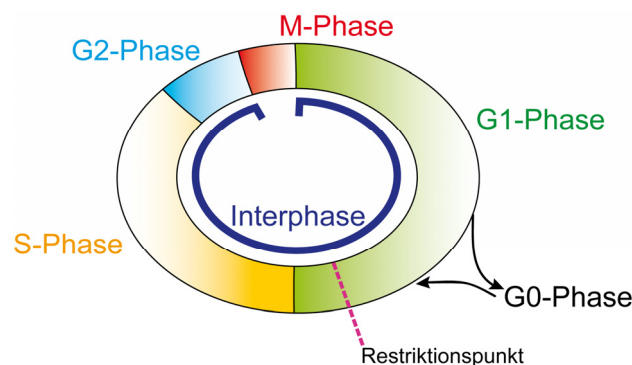 M-Phase
G2-Phase
G1-Phase
Interphase
S-Phase
G0-Phase
Restriktionspunkt